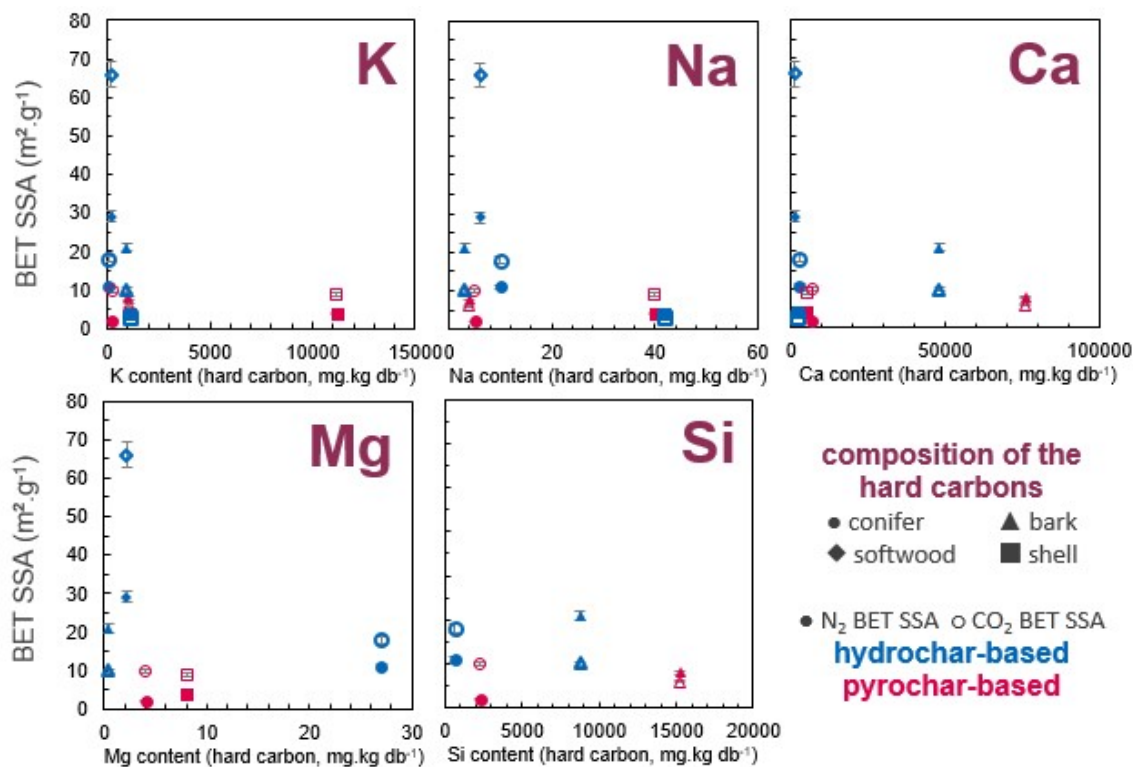 80
70
60
50
40
30
20
10
0
BET SSA (m².g⁻¹)
K
0 5000 10000 150000
K content (hard carbon, mg.kg db⁻¹)
Na
0 20 40 60
Na content (hard carbon, mg.kg db⁻¹)
Ca
0 50000 100000
Ca content (hard carbon, mg.kg db⁻¹)
80
70
60
50
40
30
20
10
0
BET SSA (m².g⁻¹)
Mg
0 10 20 30
Mg content (hard carbon, mg.kg db⁻¹)
Si
0 5000 10000 15000 20000
Si content (hard carbon, mg.kg db⁻¹)
composition of the
hard carbons
conifer bark
softwood shell
N₂ BET SSA CO₂ BET SSA
hydrochar-based
pyrochar-based